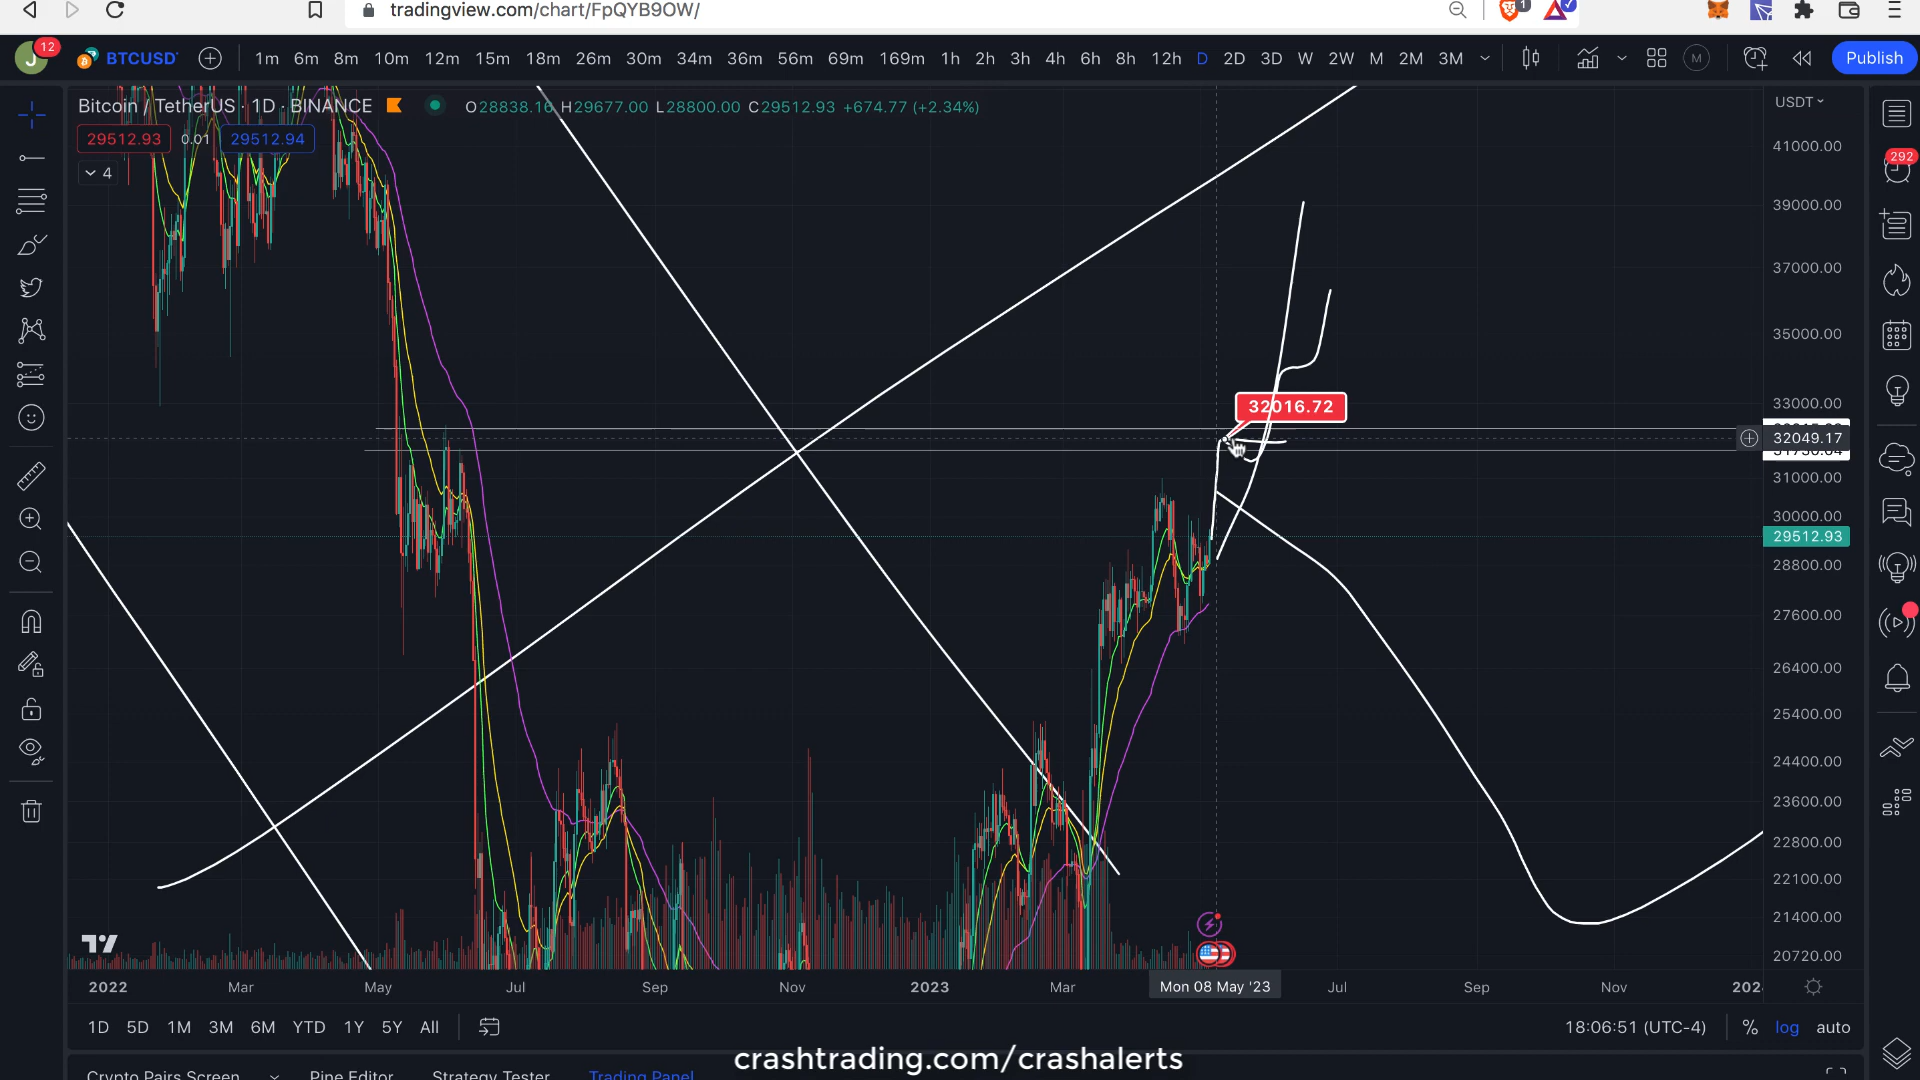 tradingview.com/chart/FpQYB9OW/
1
J 12 BTCUSDT 1m 6m 8m 10m 12m 15m 18m 26m 30m 34m 36m 56m 69m 169m 1h 2h 3h 4h 6h 8h 12h D 2D 3D W 2W M 2M 3M M Publish
Bitcoin / TetherUS · 1D · BINANCE O28838.16 H29677.00 L28800.00 C29512.93 +674.77 (+2.34%)
29512.93 0.01 29512.94
4
USDT
41000.00
292
39000.00
37000.00
35000.00
33000.00
32016.72
32049.17
31000.00
30000.00
29512.93
28800.00
27600.00
26400.00
25400.00
24400.00
23600.00
22800.00
22100.00
21400.00
20720.00
2022 Mar May Jul Sep Nov 2023 Mar Mon 08 May '23 Jul Sep Nov 202
1D 5D 1M 3M 6M YTD 1Y 5Y All 18:06:51 (UTC-4) % log auto
crashtrading.com/crashalerts
Crypto Pairs Screen Pine Editor Strategy Tester Trading Panel